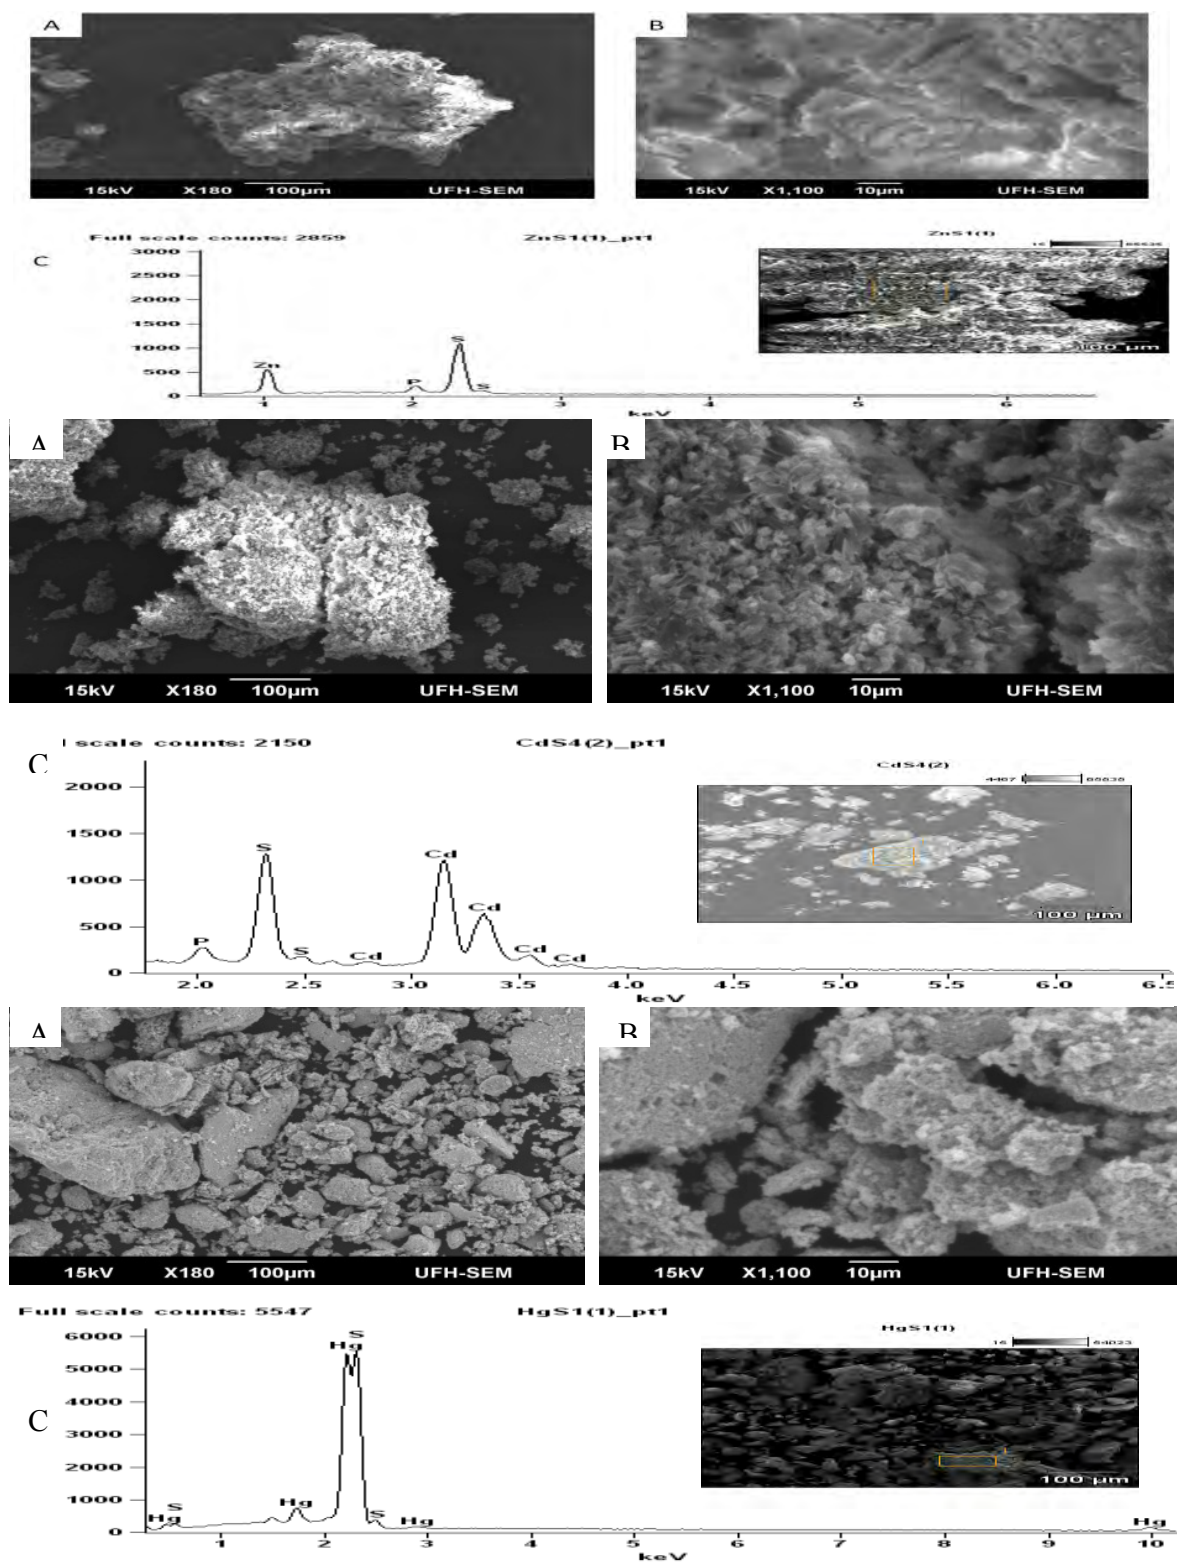 A
B
15kV X180 100µm UFH-SEM
15kV X1,100 10µm UFH-SEM
Full scale counts: 2859
ZnS1(1)_pt1
ZnS1(1)
C
3000
2500
2000
1500
1000
500
0
Zn
P
S
S
100 µm
1 2 3 4 5 6
keV
A
B
15kV X180 100µm UFH-SEM
15kV X1,100 10µm UFH-SEM
scale counts: 2150
CdS4(2)_pt1
CdS4(2)
C
2000
1500
1000
500
0
P
S
S
Cd
Cd
Cd
Cd
Cd
100 µm
2.0 2.5 3.0 3.5 4.0 4.5 5.0 5.5 6.0 6.5
keV
A
B
15kV X180 100µm UFH-SEM
15kV X1,100 10µm UFH-SEM
Full scale counts: 5547
HgS1(1)_pt1
HgS1(1)
C
6000
5000
4000
3000
2000
1000
0
S
Hg
S
Hg
Hg
S
Hg
Hg
100 µm
1 2 3 4 5 6 7 8 9 10
keV